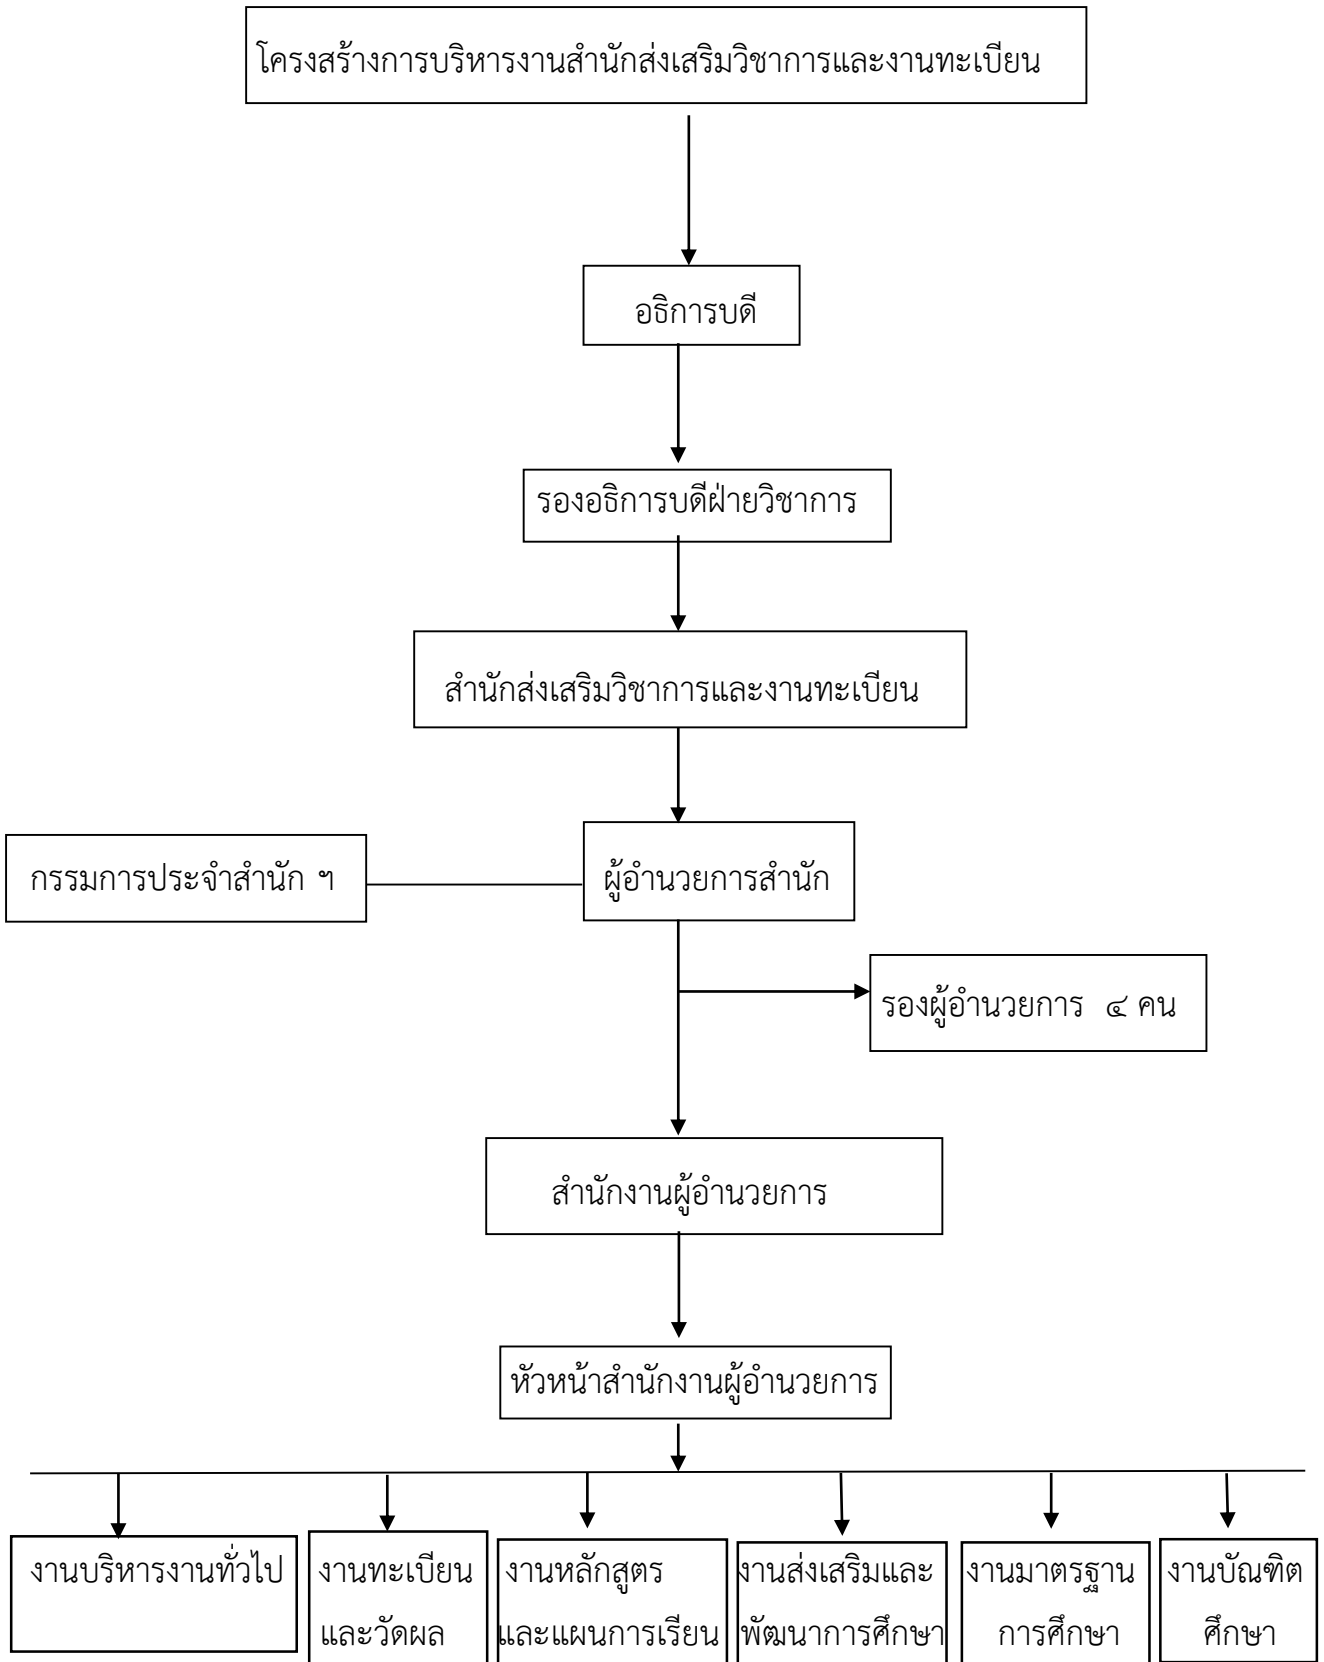 โครงสร้างการบริหารงานสำนักส่งเสริมวิชาการและงานทะเบียน
อธิการบดี
รองอธิการบดีฝ่ายวิชาการ
สำนักส่งเสริมวิชาการและงานทะเบียน
กรรมการประจำสำนัก ฯ
ผู้อำนวยการสำนัก
รองผู้อำนวยการ ๔ คน
สำนักงานผู้อำนวยการ
หัวหน้าสำนักงานผู้อำนวยการ
งานบริหารงานทั่วไป
งานทะเบียน
และวัดผล
งานหลักสูตร
และแผนการเรียน
งานส่งเสริมและ
พัฒนาการศึกษา
งานมาตรฐาน
การศึกษา
งานบัณฑิต
ศึกษา